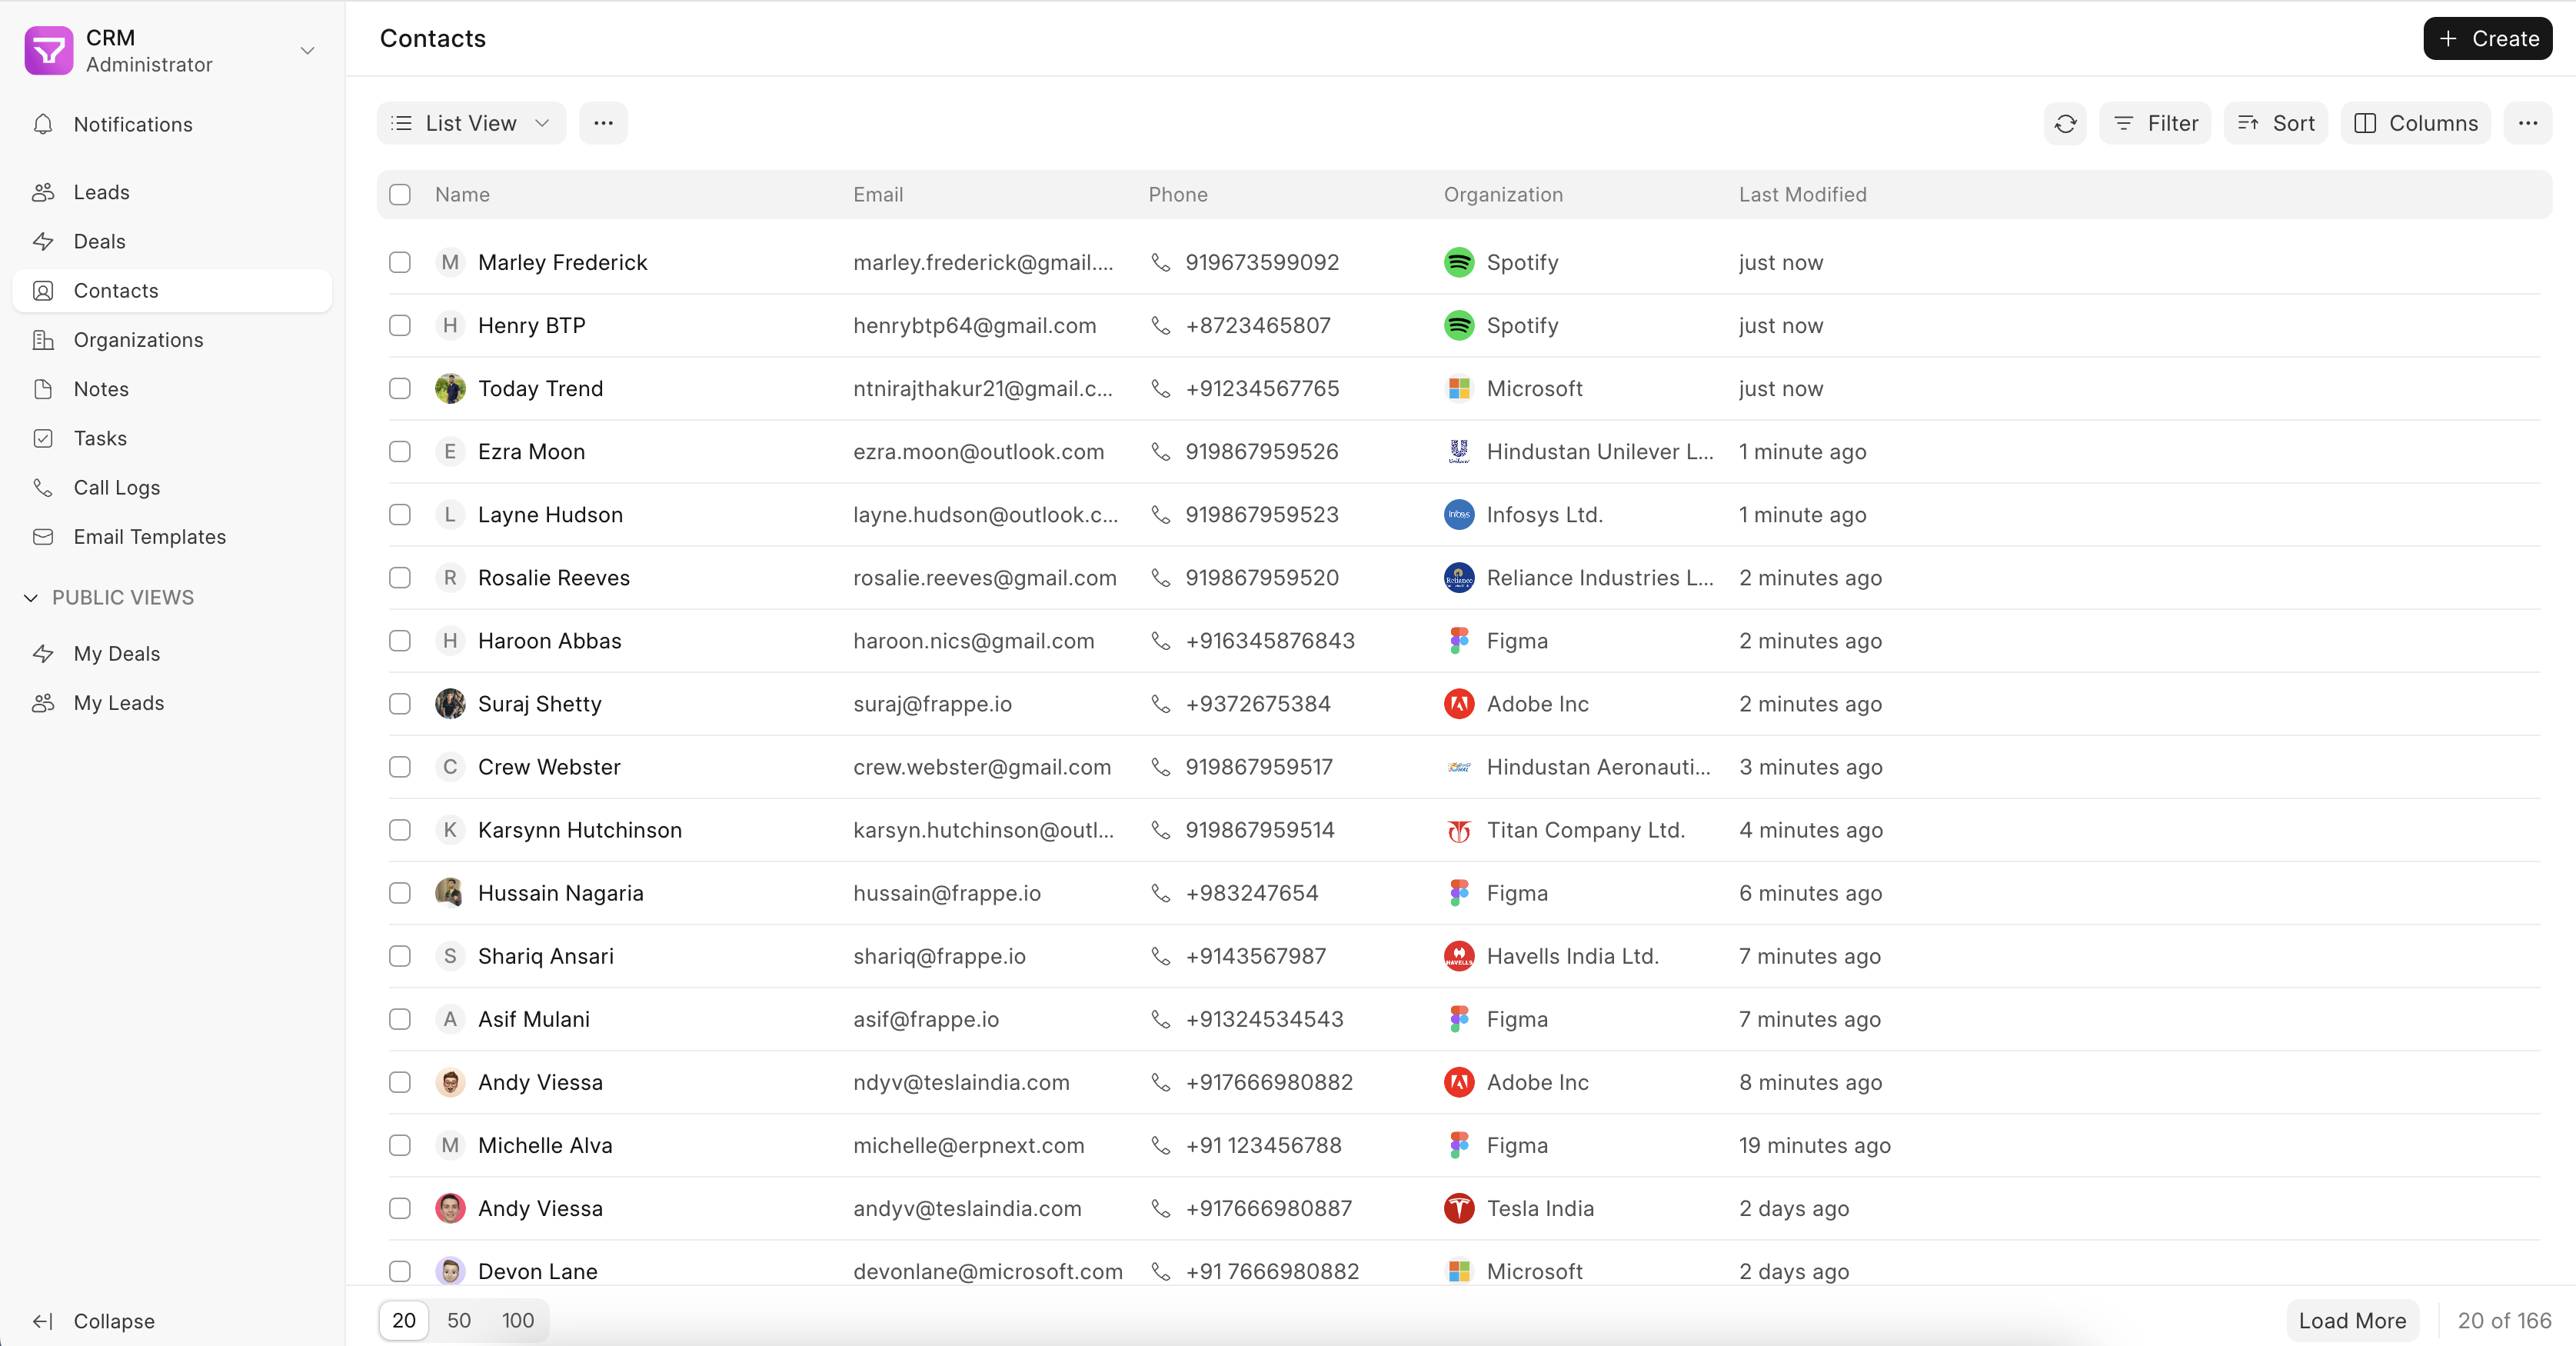 CRM
Administrator
Notifications
Leads
Deals
Contacts
Organizations
Notes
Tasks
Call Logs
Email Templates
PUBLIC VIEWS
My Deals
My Leads
Collapse
Contacts
Create
List View
Filter Sort Columns
Name Email Phone Organization Last Modified
M Marley Frederick marley.frederick@gmail.... 919673599092 Spotify just now
H Henry BTP henrybtp64@gmail.com +8723465807 Spotify just now
Today Trend ntnirajthakur21@gmail.c... +91234567765 Microsoft just now
E Ezra Moon ezra.moon@outlook.com 919867959526 Hindustan Unilever L... 1 minute ago
L Layne Hudson layne.hudson@outlook.c... 919867959523 Infosys Infosys Ltd. 1 minute ago
R Rosalie Reeves rosalie.reeves@gmail.com 919867959520 Reliance Reliance Industries L... 2 minutes ago
H Haroon Abbas haroon.nics@gmail.com +916345876843 Figma 2 minutes ago
Suraj Shetty suraj@frappe.io +9372675384 Adobe Inc 2 minutes ago
C Crew Webster crew.webster@gmail.com 919867959517 Hindustan Aeronauti... 3 minutes ago
K Karsynn Hutchinson karsyn.hutchinson@outl... 919867959514 Titan Company Ltd. 4 minutes ago
Hussain Nagaria hussain@frappe.io +983247654 Figma 6 minutes ago
S Shariq Ansari shariq@frappe.io +9143567987 HAVELLS Havells India Ltd. 7 minutes ago
A Asif Mulani asif@frappe.io +91324534543 Figma 7 minutes ago
Andy Viessa ndyv@teslaindia.com +917666980882 Adobe Inc 8 minutes ago
M Michelle Alva michelle@erpnext.com +91 123456788 Figma 19 minutes ago
Andy Viessa andyv@teslaindia.com +917666980887 Tesla India 2 days ago
Devon Lane devonlane@microsoft.com +91 7666980882 Microsoft 2 days ago
20 50 100
Load More 20 of 166